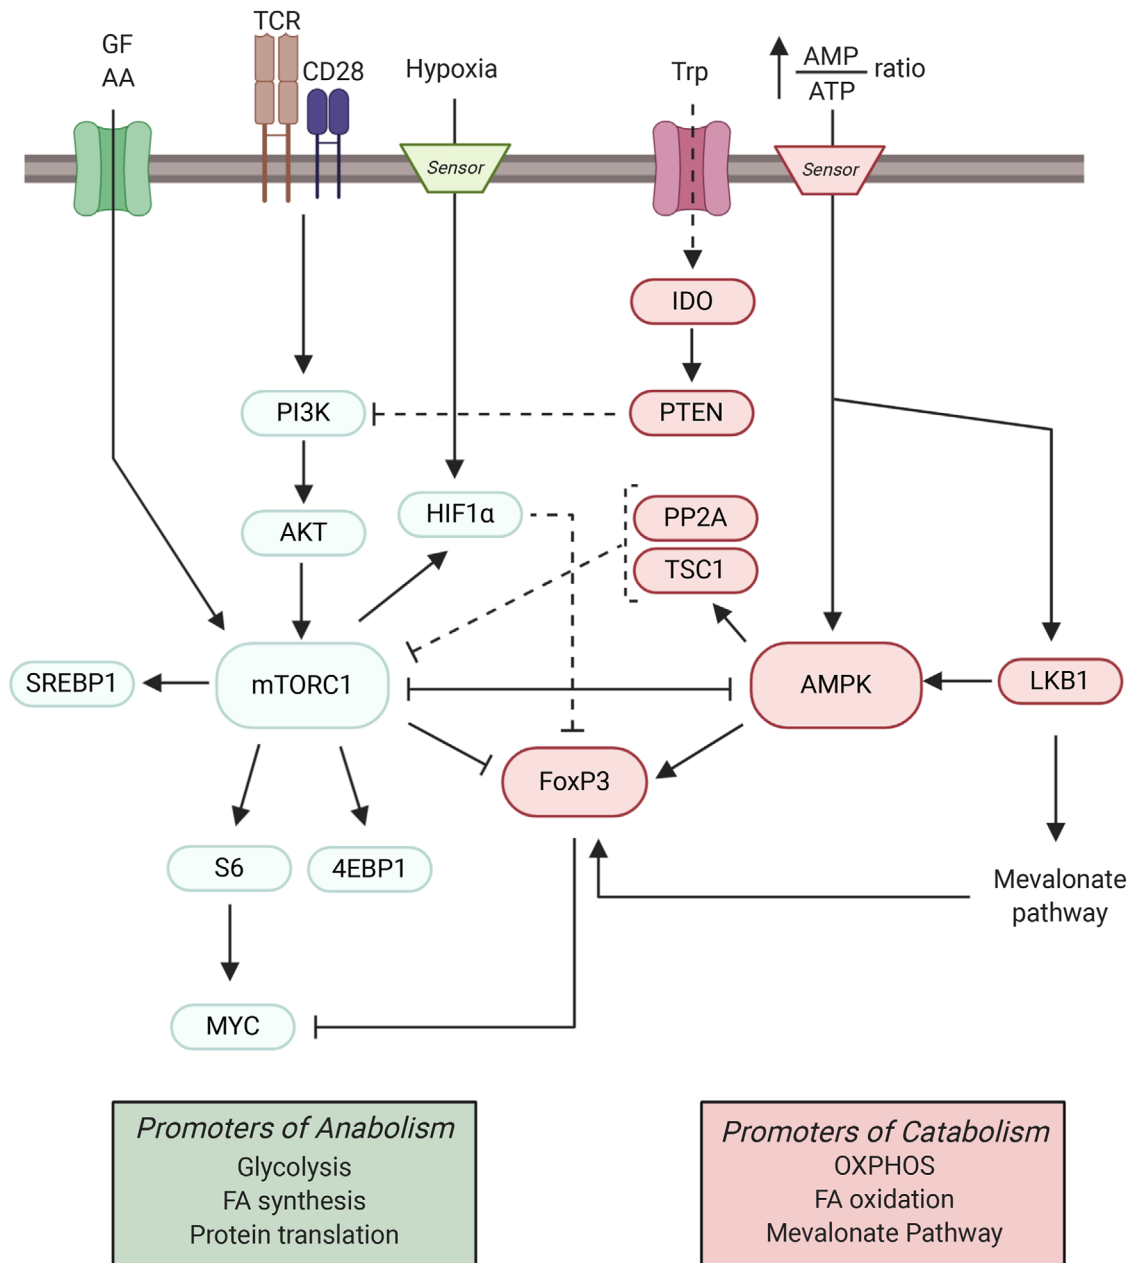 GF
AA
TCR
CD28
Hypoxia
Trp
AMP
ATP
ratio
Sensor
Sensor
IDO
PI3K
PTEN
AKT
HIF1α
PP2A
TSC1
SREBP1
mTORC1
AMPK
LKB1
FoxP3
S6
4EBP1
Mevalonate
pathway
MYC
Promoters of Anabolism
Glycolysis
FA synthesis
Protein translation
Promoters of Catabolism
OXPHOS
FA oxidation
Mevalonate Pathway